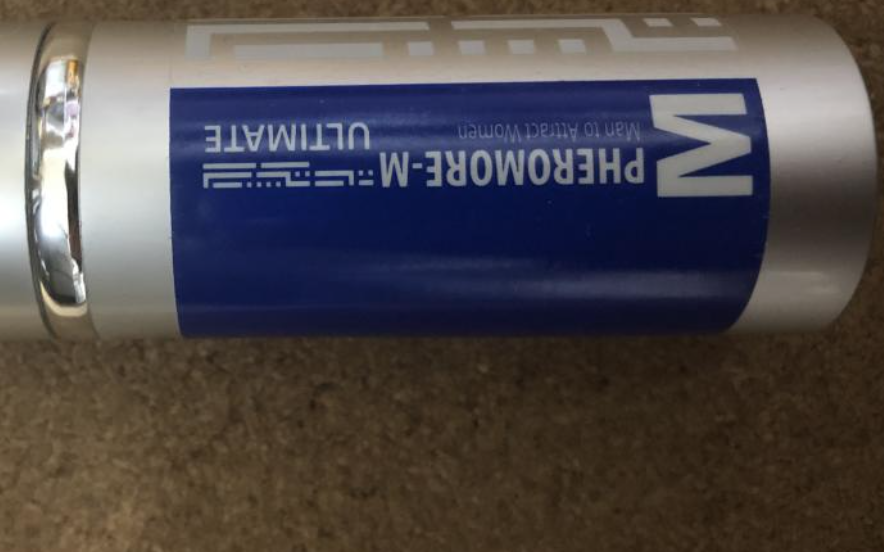 M
PHEROMORE-M
Man to Attract Women
ULTIMATE